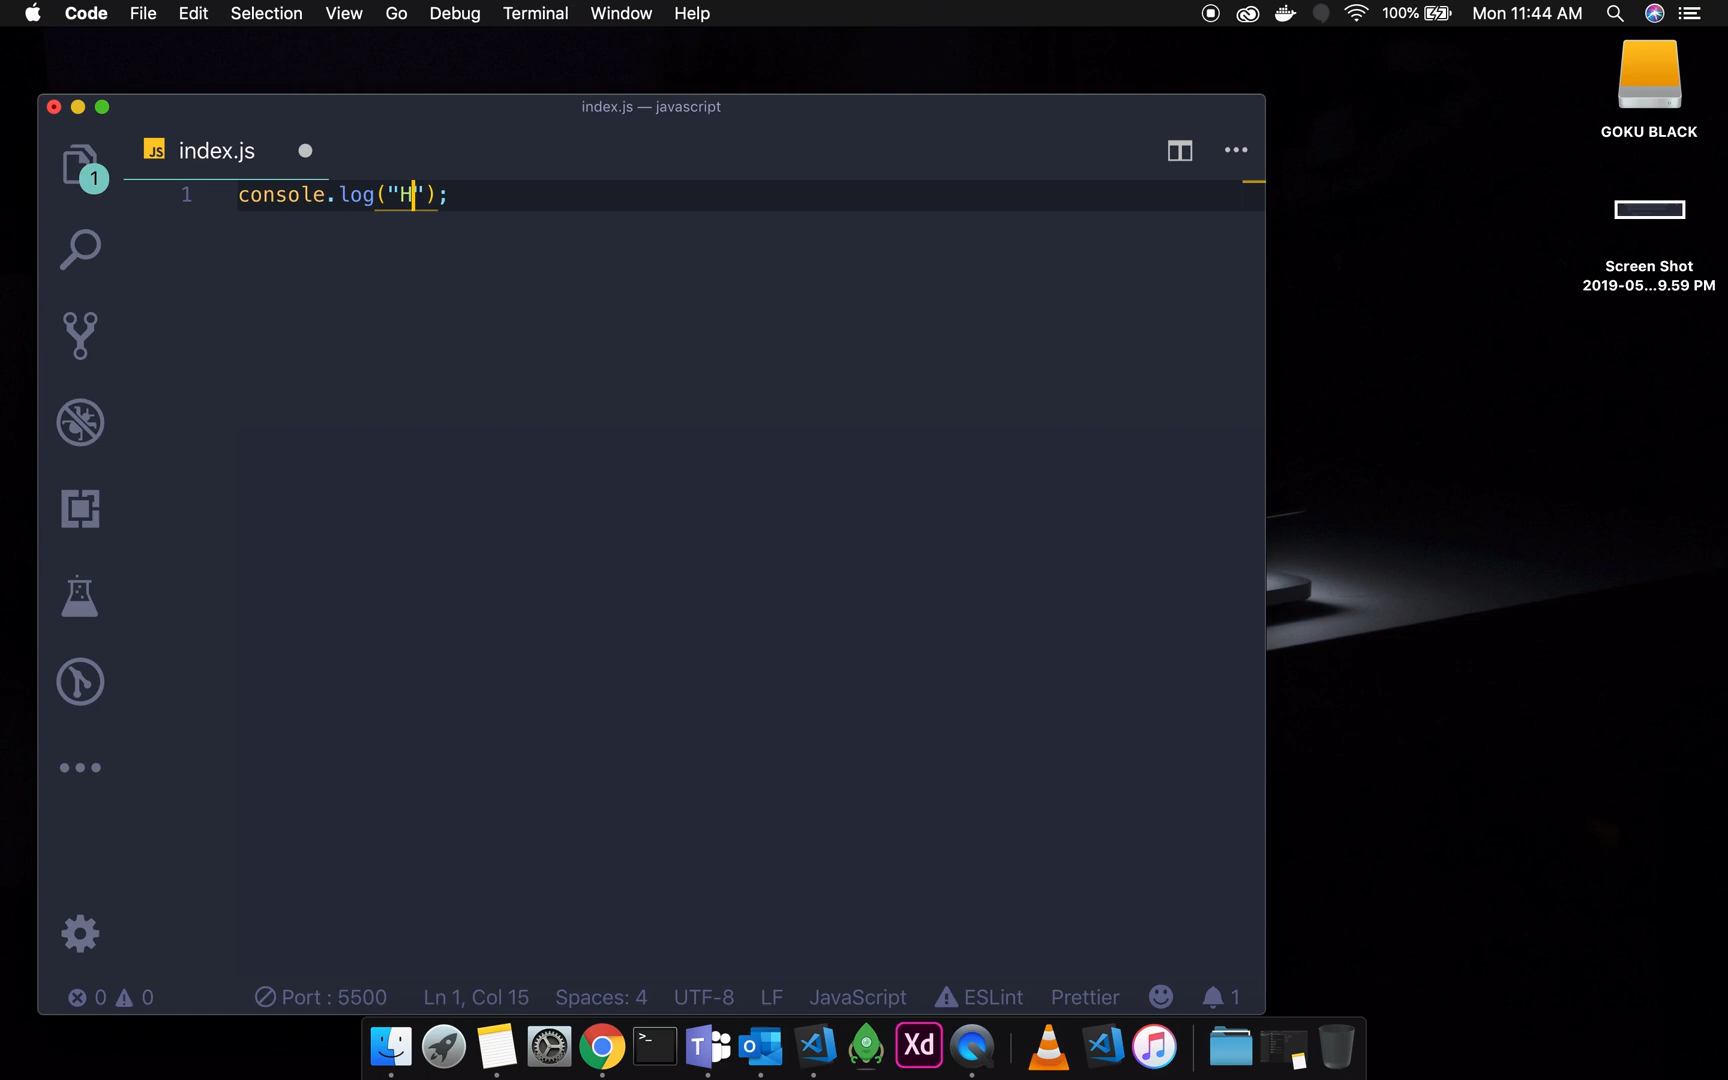 Code File Edit Selection View Go Debug Terminal Window Help 100% Mon 11:44 AM
GOKU BLACK
Screen Shot
2019-05...9.59 PM
index.js — javascript
JS index.js
1
1 console.log("H");
0 0 Port : 5500 Ln 1, Col 15 Spaces: 4 UTF-8 LF JavaScript ESLint Prettier 1
>_ T o Xd